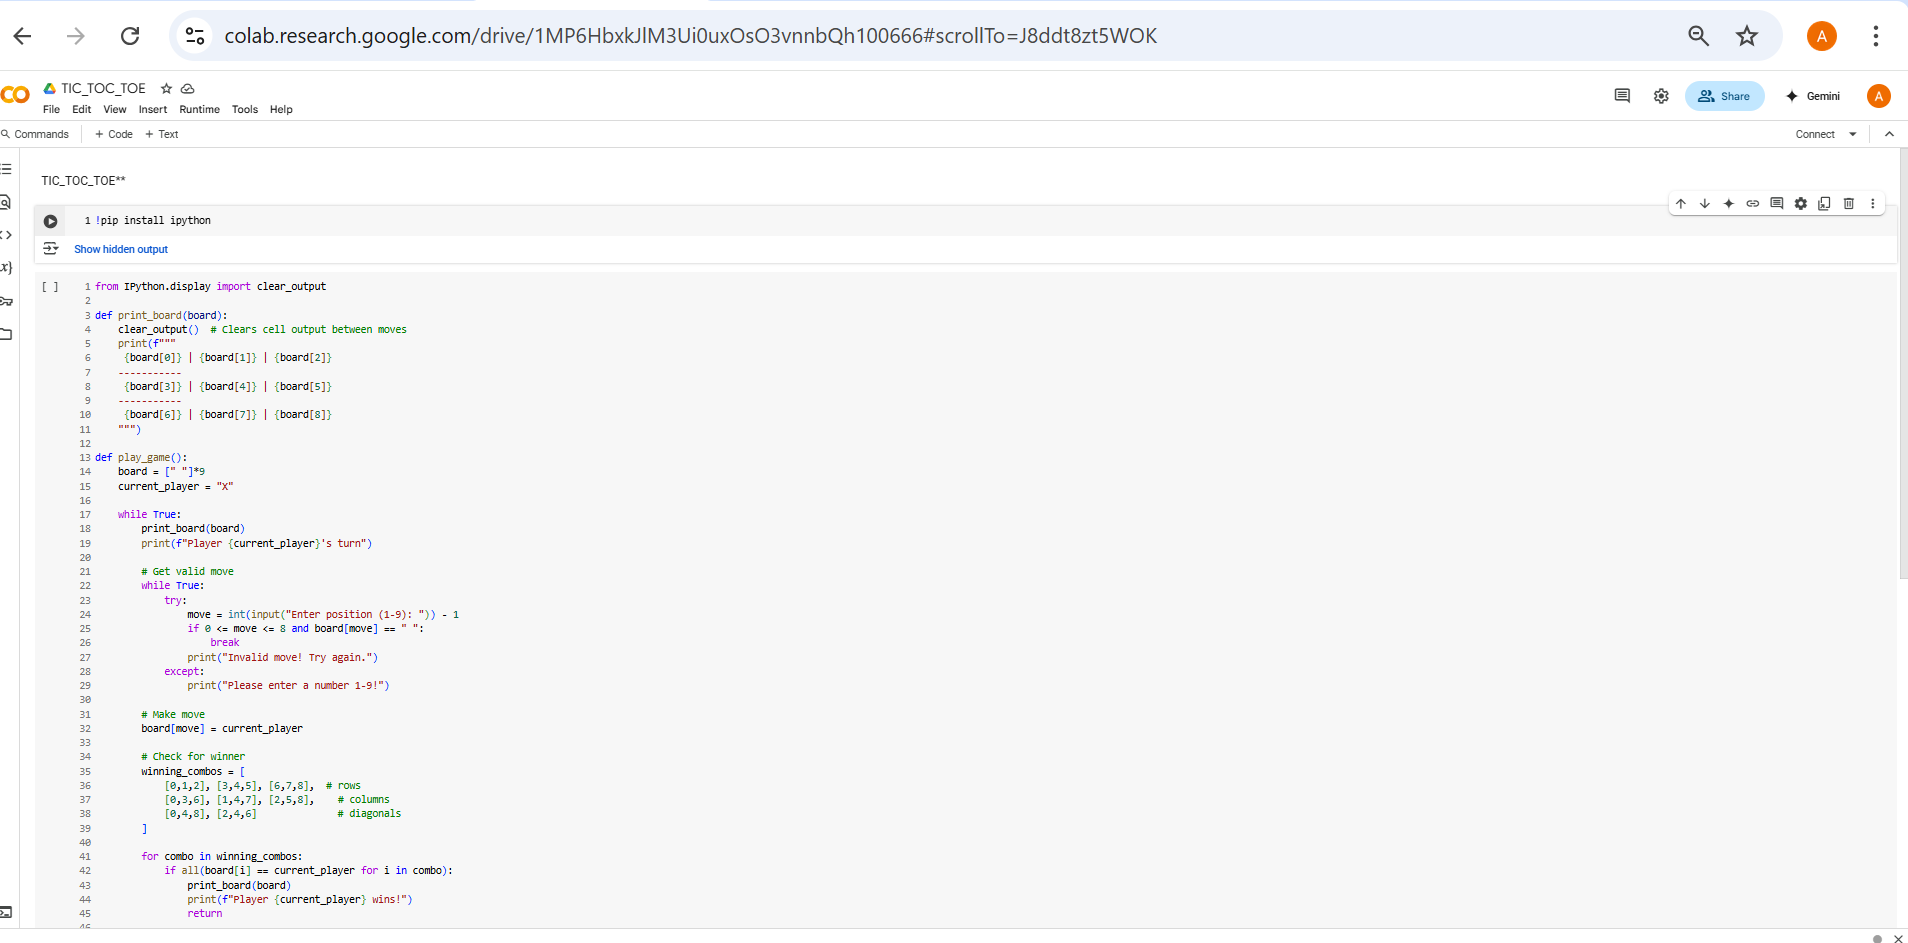 colab.research.google.com/drive/1MP6HbxkJlM3Ui0uxOsO3vnnbQh100666#scrollTo=J8ddt8zt5WOK
A
TIC_TOC_TOE
File Edit View Insert Runtime Tools Help
Share
Gemini
A
Commands + Code + Text
Connect
TIC_TOC_TOE**
1 !pip install ipython
Show hidden output
[ ]
1 from IPython.display import clear_output
2
3 def print_board(board):
4     clear_output()  # Clears cell output between moves
5     print(f"""
6      {board[0]} | {board[1]} | {board[2]}
7     -----------
8      {board[3]} | {board[4]} | {board[5]}
9     -----------
10      {board[6]} | {board[7]} | {board[8]}
11     """)
12
13 def play_game():
14     board = [" "]*9
15     current_player = "X"
16
17     while True:
18         print_board(board)
19         print(f"Player {current_player}'s turn")
20
21         # Get valid move
22         while True:
23             try:
24                 move = int(input("Enter position (1-9): ")) - 1
25                 if 0 <= move <= 8 and board[move] == " ":
26                     break
27                 print("Invalid move! Try again.")
28             except:
29                 print("Please enter a number 1-9!")
30
31         # Make move
32         board[move] = current_player
33
34         # Check for winner
35         winning_combos = [
36             [0,1,2], [3,4,5], [6,7,8],  # rows
37             [0,3,6], [1,4,7], [2,5,8],    # columns
38             [0,4,8], [2,4,6]              # diagonals
39         ]
40
41         for combo in winning_combos:
42             if all(board[i] == current_player for i in combo):
43                 print_board(board)
44                 print(f"Player {current_player} wins!")
45                 return
46